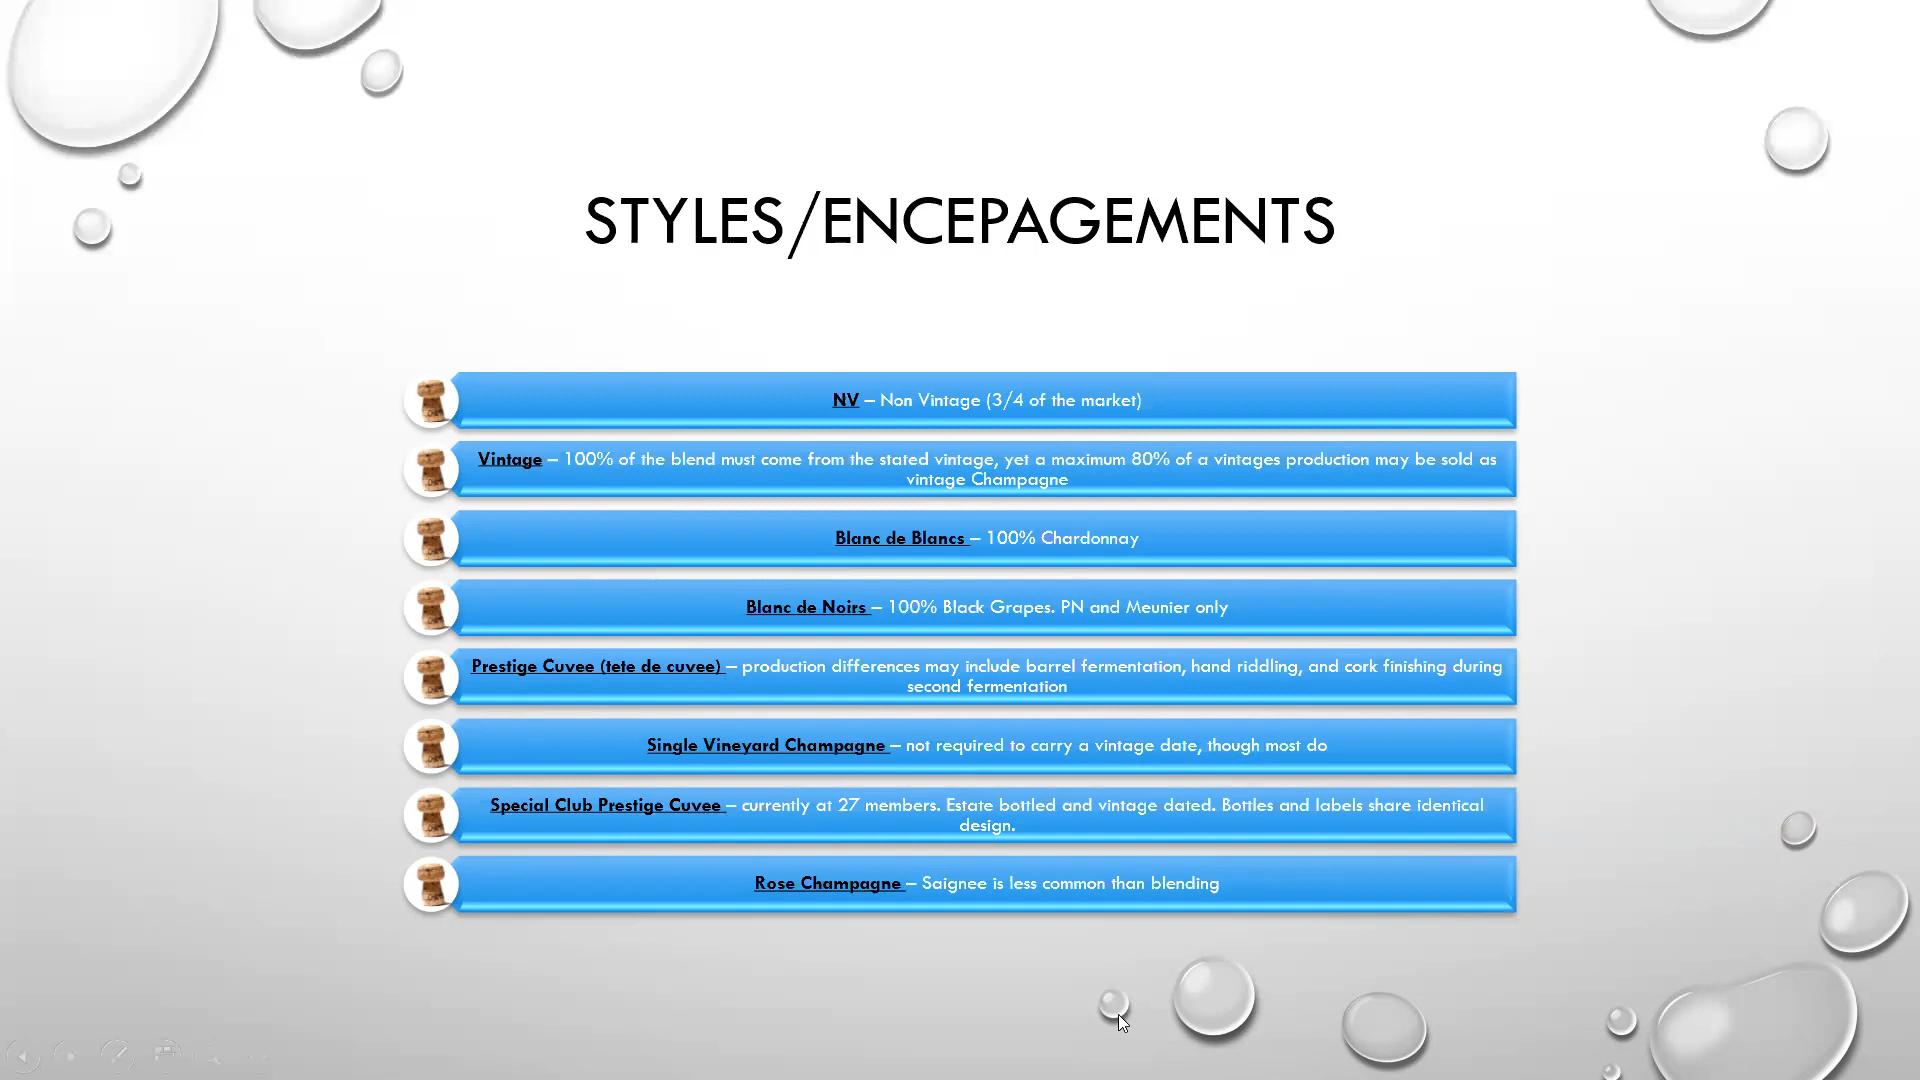 STYLES/ENCEPAGEMENTS
NV – Non Vintage (3/4 of the market)
Vintage – 100% of the blend must come from the stated vintage, yet a maximum 80% of a vintages production may be sold as
vintage Champagne
Blanc de Blancs – 100% Chardonnay
Blanc de Noirs – 100% Black Grapes. PN and Meunier only
Prestige Cuvee (tete de cuvee) – production differences may include barrel fermentation, hand riddling, and cork finishing during
second fermentation
Single Vineyard Champagne – not required to carry a vintage date, though most do
Special Club Prestige Cuvee – currently at 27 members. Estate bottled and vintage dated. Bottles and labels share identical
design.
Rose Champagne – Saignee is less common than blending